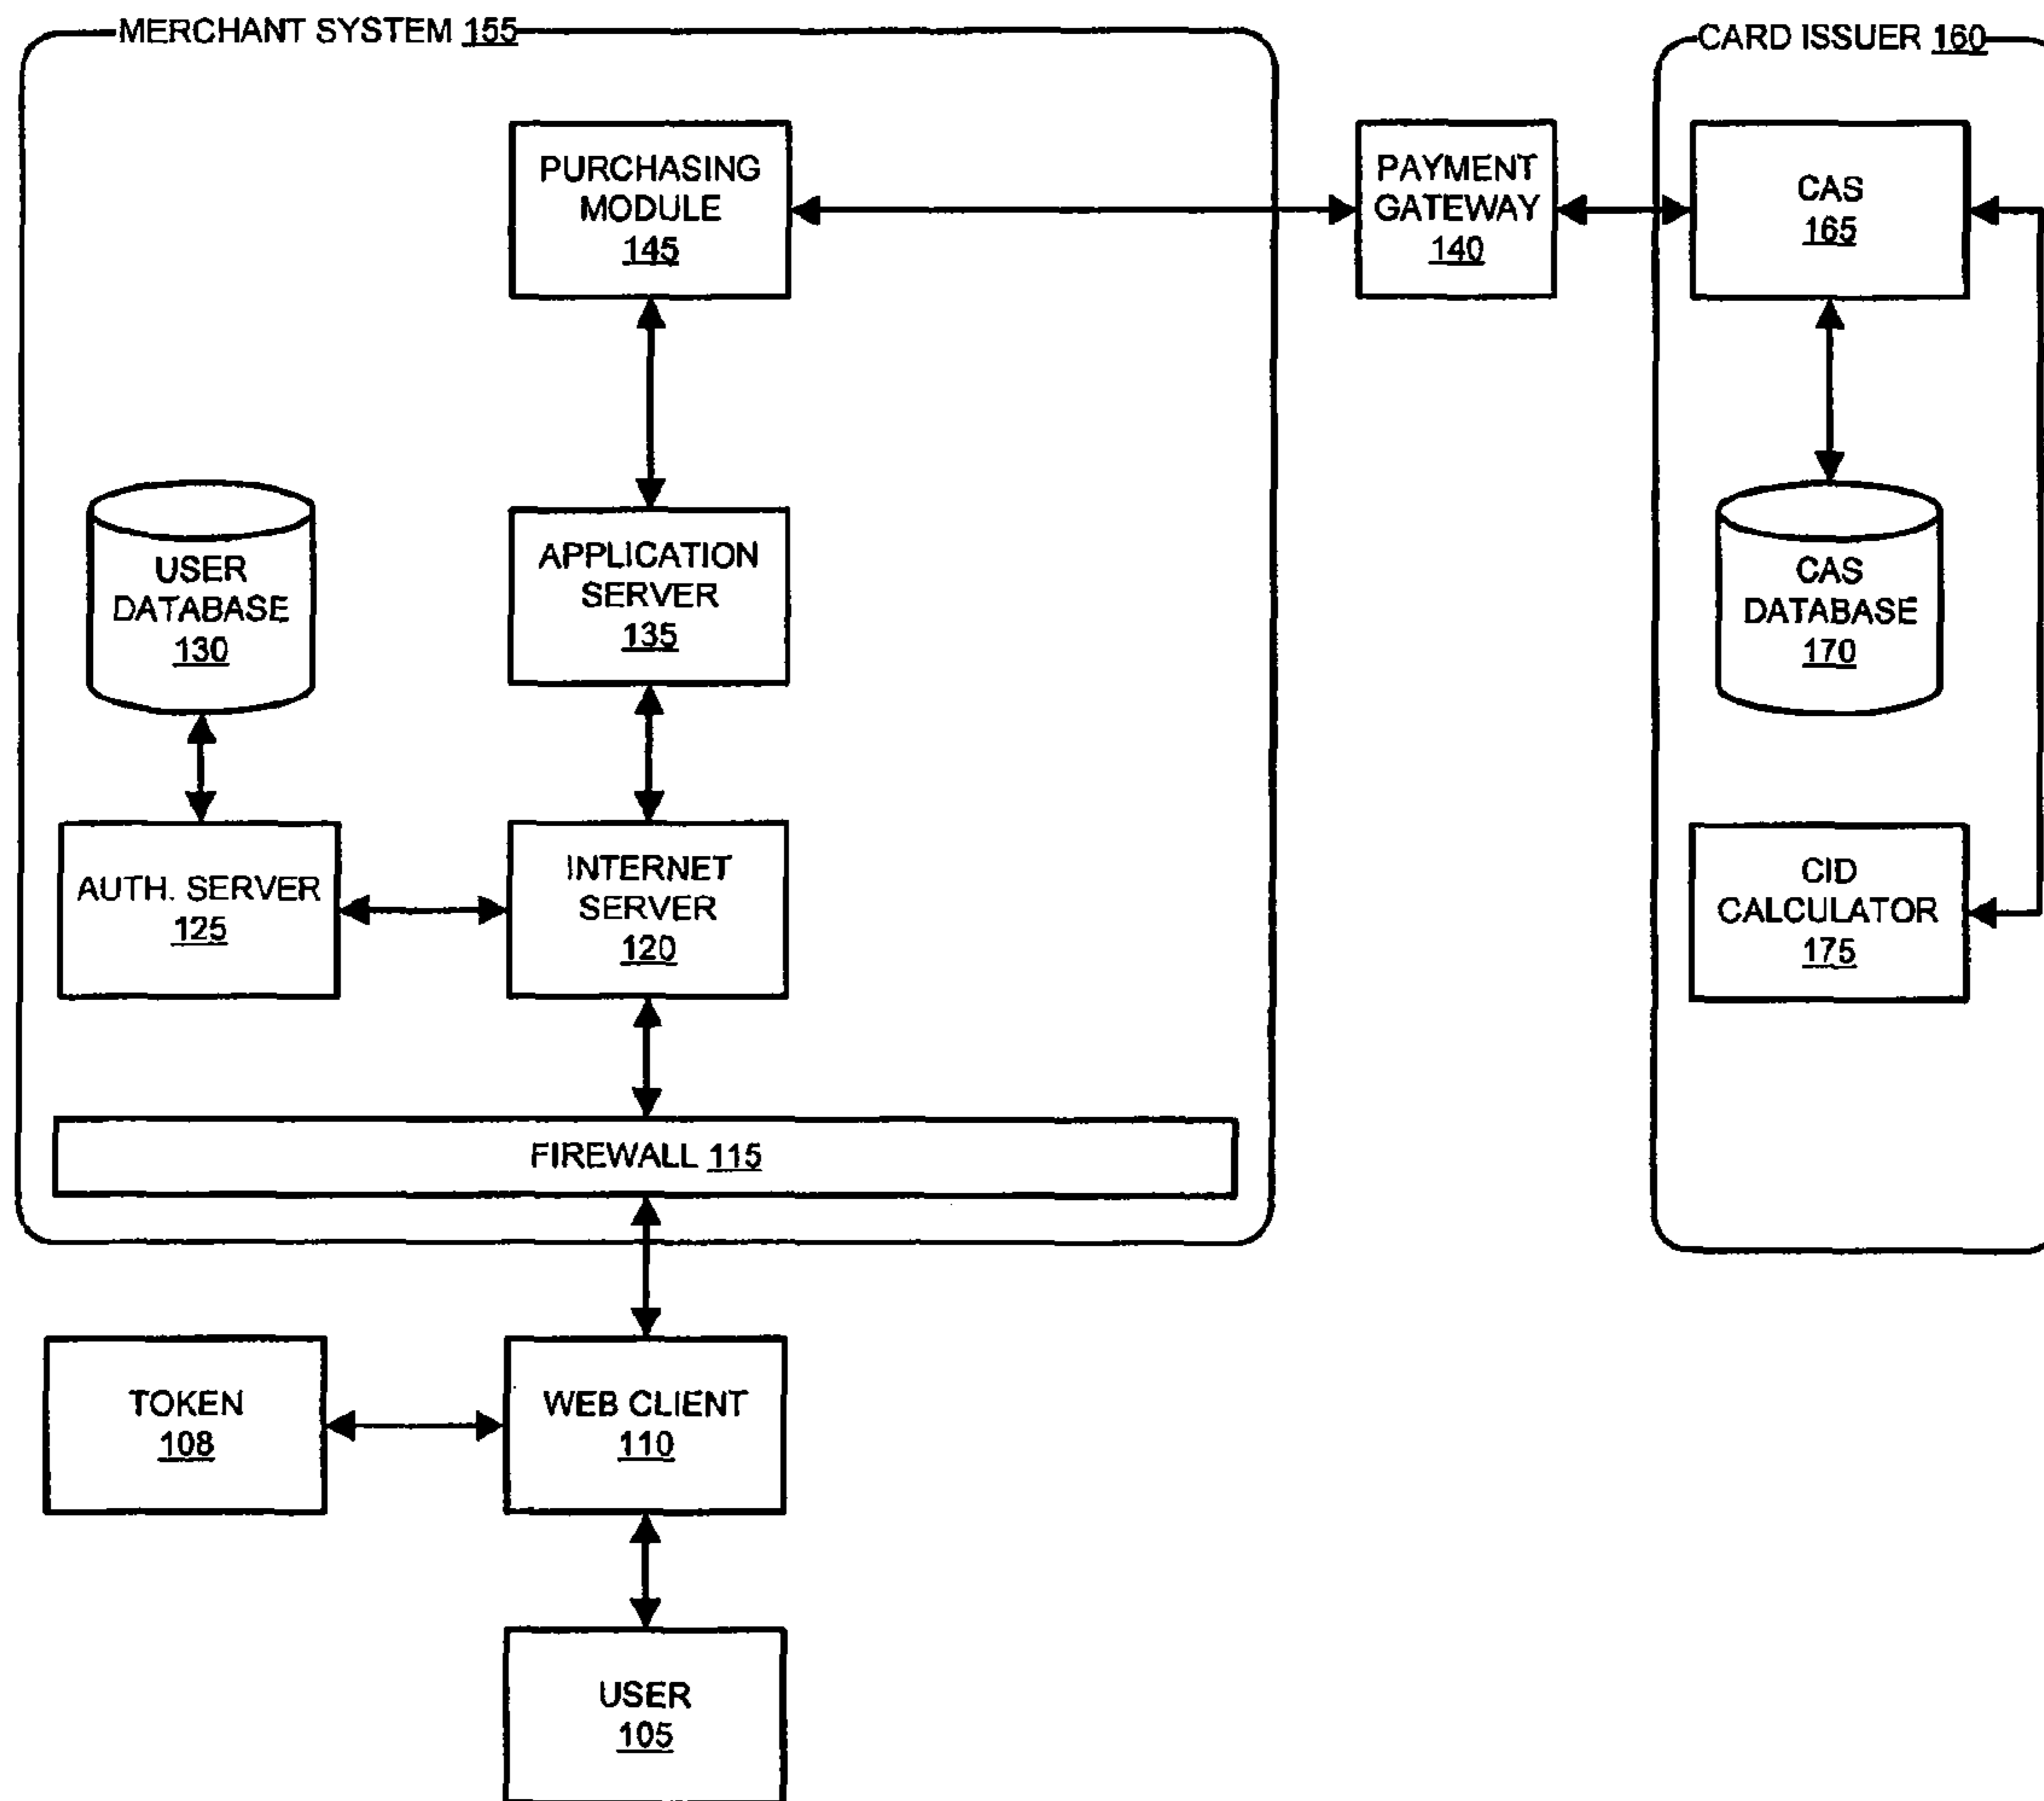 MERCHANT SYSTEM 155
CARD ISSUER 160
PURCHASING
MODULE
145
PAYMENT
GATEWAY
140
CAS
165
USER
DATABASE
130
APPLICATION
SERVER
135
CAS
DATABASE
170
AUTH. SERVER
125
INTERNET
SERVER
120
CID
CALCULATOR
175
FIREWALL 115
TOKEN
108
WEB CLIENT
110
USER
105